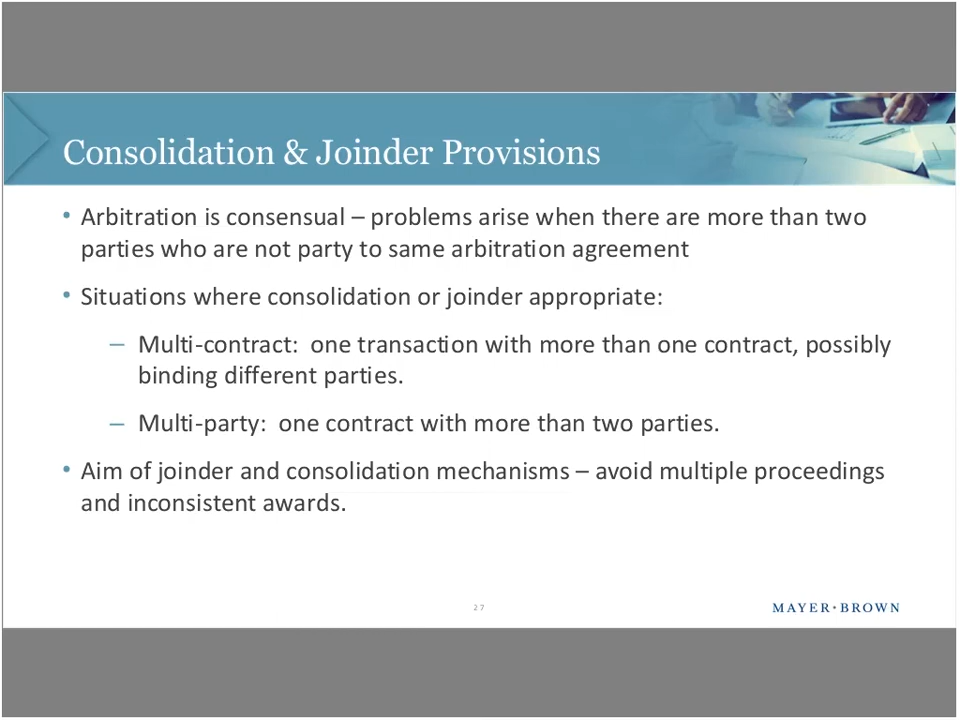 Consolidation & Joinder Provisions
• Arbitration is consensual – problems arise when there are more than two
parties who are not party to same arbitration agreement
• Situations where consolidation or joinder appropriate:
– Multi-contract:  one transaction with more than one contract, possibly
binding different parties.
– Multi-party:  one contract with more than two parties.
• Aim of joinder and consolidation mechanisms – avoid multiple proceedings
and inconsistent awards.
27
MAYER•BROWN